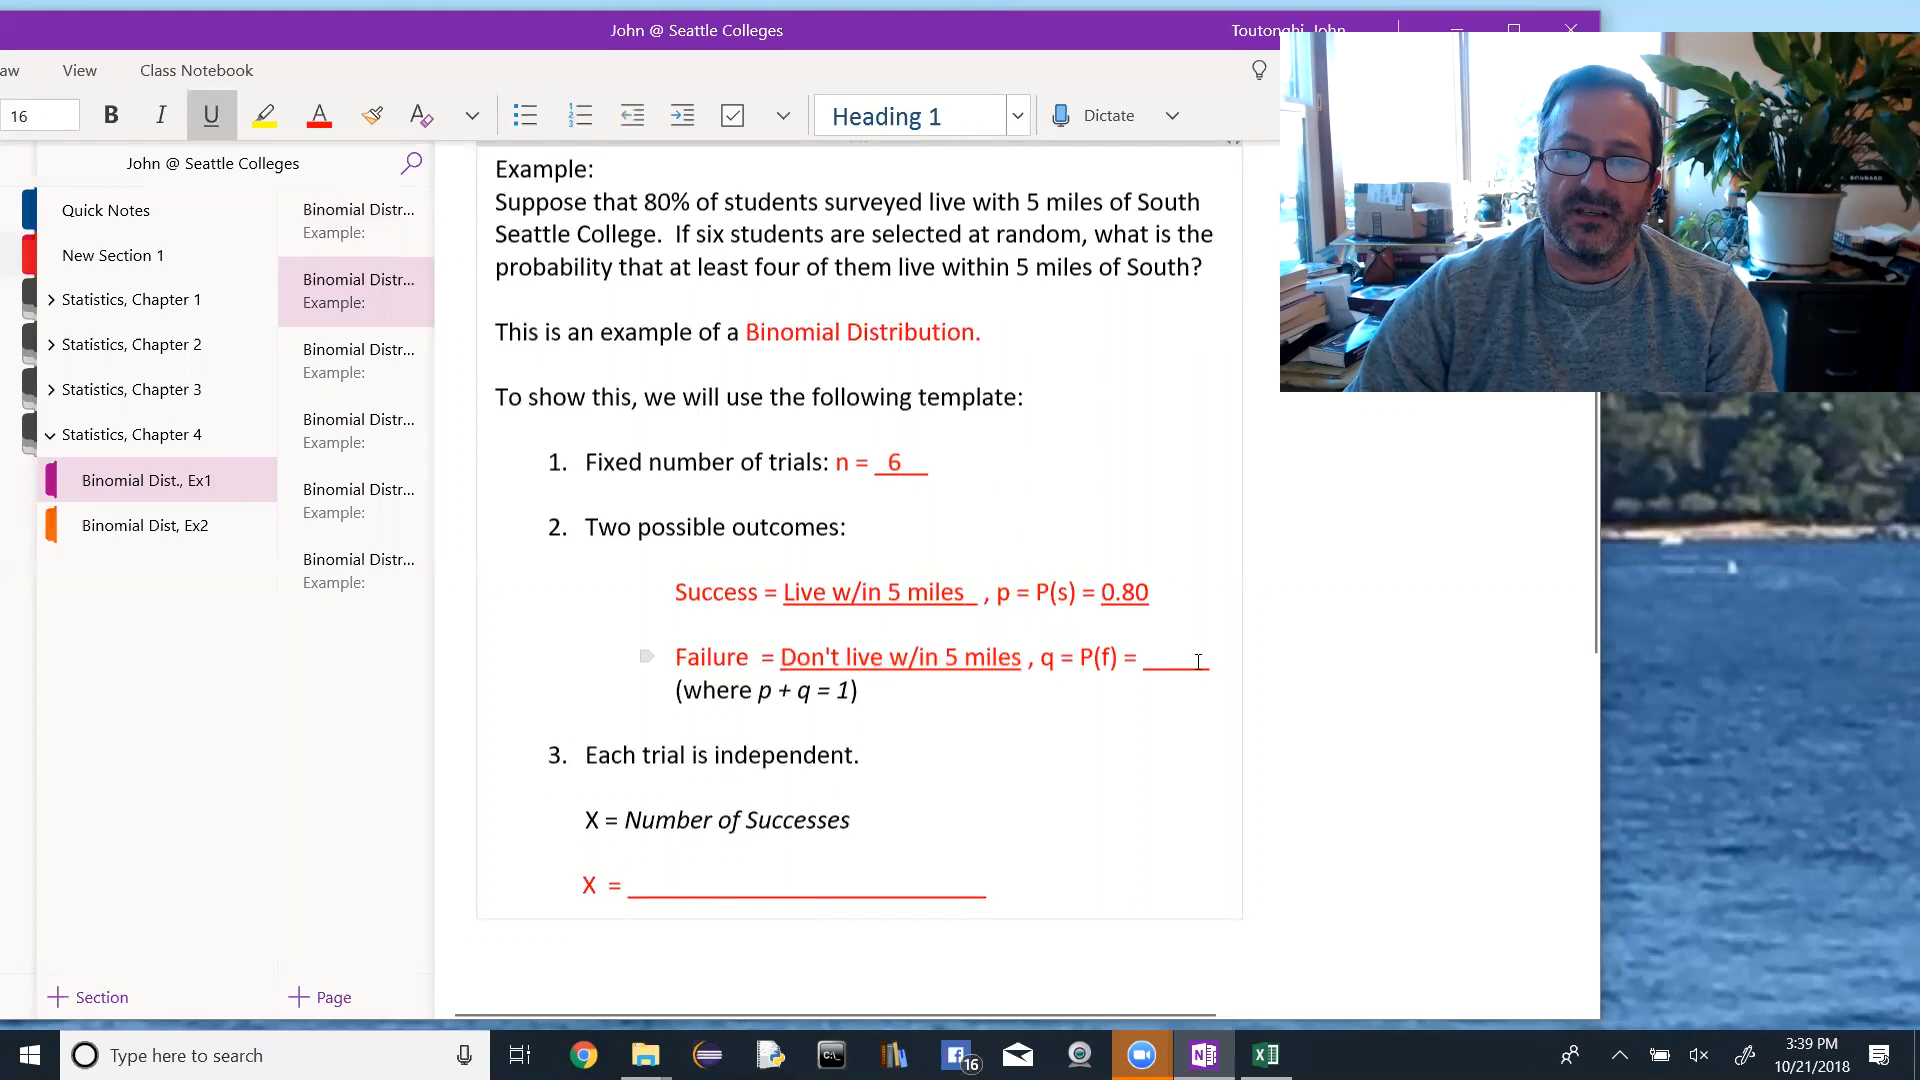 John @ Seattle Colleges
Toutonghi, John
aw
View
Class Notebook
16
B
I
U
A
A
Heading 1
Dictate
John @ Seattle Colleges
Quick Notes
New Section 1
Statistics, Chapter 1
Statistics, Chapter 2
Statistics, Chapter 3
Statistics, Chapter 4
Binomial Dist., Ex1
Binomial Dist, Ex2
Binomial Distr...
Example:
Binomial Distr...
Example:
Binomial Distr...
Example:
Binomial Distr...
Example:
Binomial Distr...
Example:
Binomial Distr...
Example:
Section
Page
Example:
Suppose that 80% of students surveyed live with 5 miles of South
Seattle College. If six students are selected at random, what is the
probability that at least four of them live within 5 miles of South?
This is an example of a Binomial Distribution.
To show this, we will use the following template:
1. Fixed number of trials: n = _6__
2. Two possible outcomes:
Success = Live w/in 5 miles_ , p = P(s) = 0.80
Failure = Don't live w/in 5 miles , q = P(f) = _____
(where p + q = 1)
3. Each trial is independent.
X = Number of Successes
X = ___________________________
Type here to search
16
3:39 PM
10/21/2018